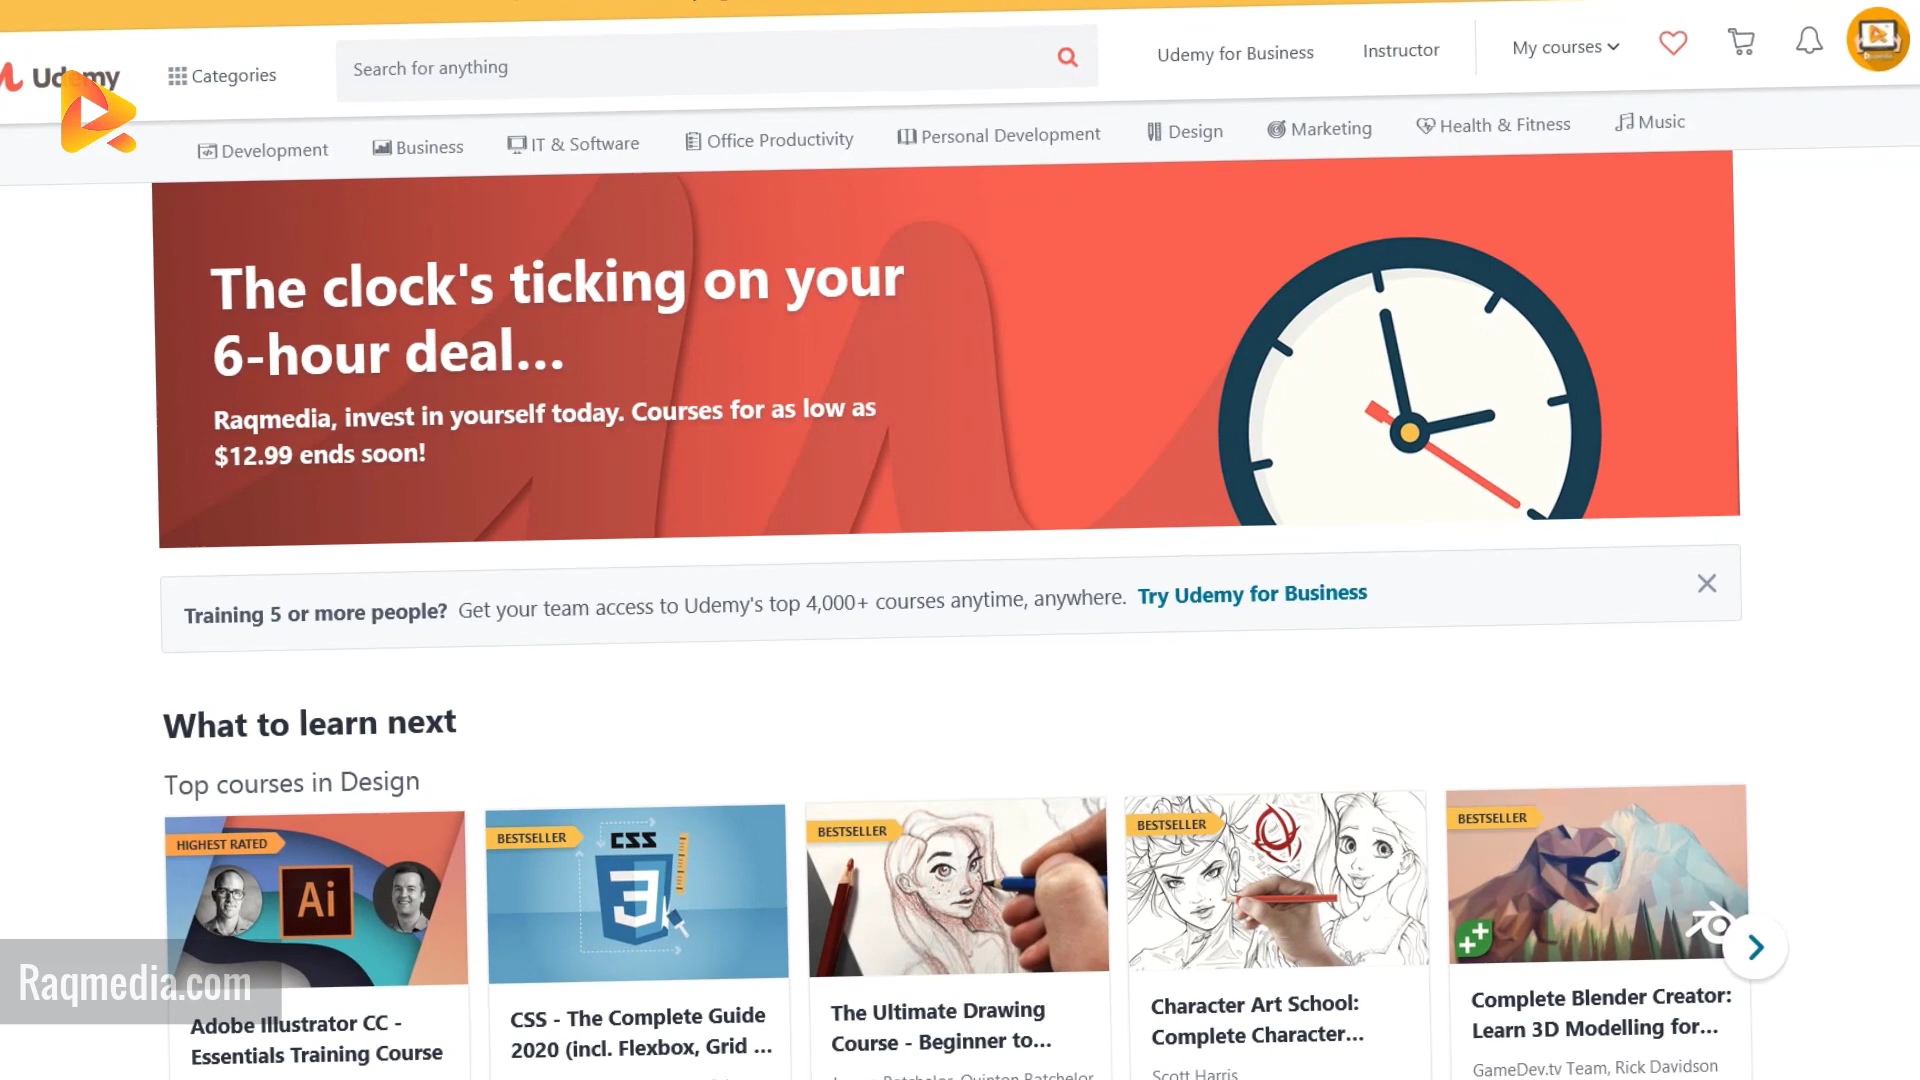 Udemy
Categories
Search for anything
Udemy for Business
Instructor
My courses
Development
Business
IT & Software
Office Productivity
Personal Development
Design
Marketing
Health & Fitness
Music
The clock's ticking on your
6-hour deal...
Raqmedia, invest in yourself today. Courses for as low as
$12.99 ends soon!
Training 5 or more people? Get your team access to Udemy's top 4,000+ courses anytime, anywhere. Try Udemy for Business
What to learn next
Top courses in Design
HIGHEST RATED
Ai
BESTSELLER
CSS
3
BESTSELLER
BESTSELLER
BESTSELLER
Raqmedia.com
Adobe Illustrator CC -
Essentials Training Course
CSS - The Complete Guide
2020 (incl. Flexbox, Grid ...
The Ultimate Drawing
Course - Beginner to...
Batchelor, Quinton Batchelor
Character Art School:
Complete Character...
Scott Harris
Complete Blender Creator:
Learn 3D Modelling for...
GameDev.tv Team, Rick Davidson